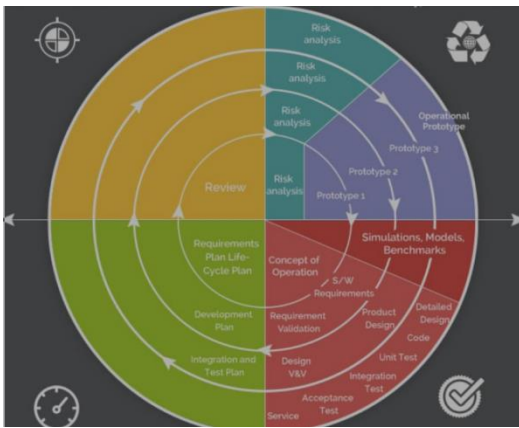 Risk
analysis
Risk
analysis
Risk
analysis
Risk
analysis
Operational
Prototype
Prototype 3
Prototype 2
Prototype 1
Review
Simulations, Models,
Benchmarks
Requirements
Plan Life-
Cycle Plan
Concept of
Operation
S/W
Requirements
Development
Plan
Requirement
Validation
Product
Design
Detailed
Design
Code
Unit Test
Integration and
Test Plan
Design
V&V
Integration
Test
Acceptance
Test
Service